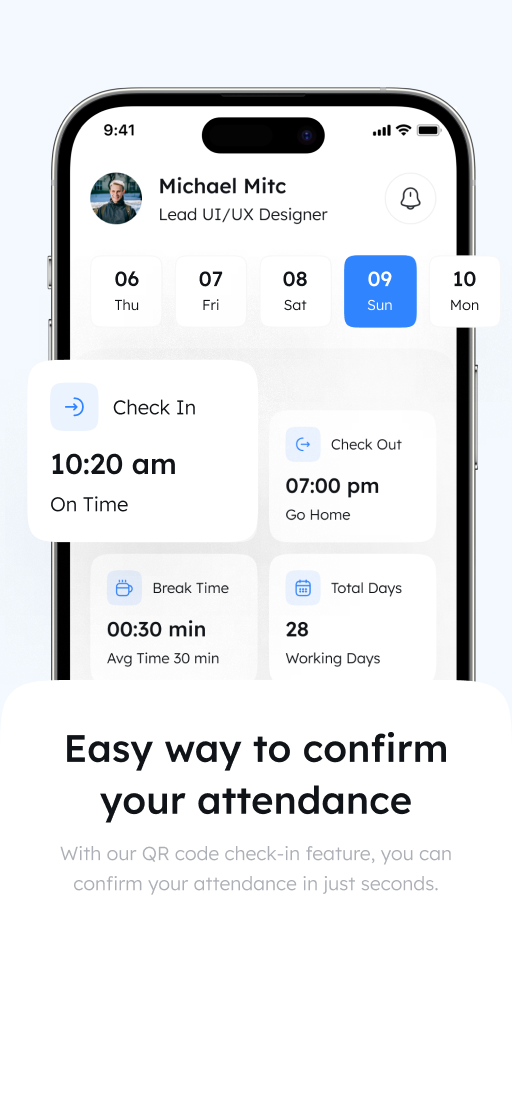 9:41
Michael Mitc
Lead UI/UX Designer
06
Thu
07
Fri
08
Sat
09
Sun
10
Mon
Check In
10:20 am
On Time
Check Out
07:00 pm
Go Home
Break Time
00:30 min
Avg Time 30 min
Total Days
28
Working Days
Easy way to confirm
your attendance
With our QR code check-in feature, you can
confirm your attendance in just seconds.